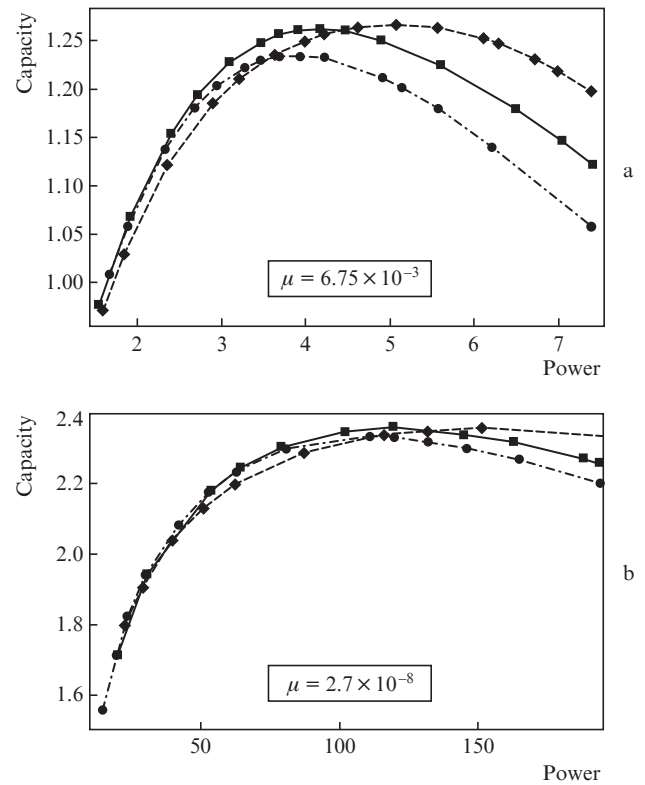 Capacity
1.25
1.20
1.15
1.10
1.05
1.00
μ = 6.75 × 10⁻³
a
2 3 4 5 6 7
Power
Capacity
2.4
2.2
2.0
1.8
1.6
μ = 2.7 × 10⁻⁸
b
50 100 150
Power